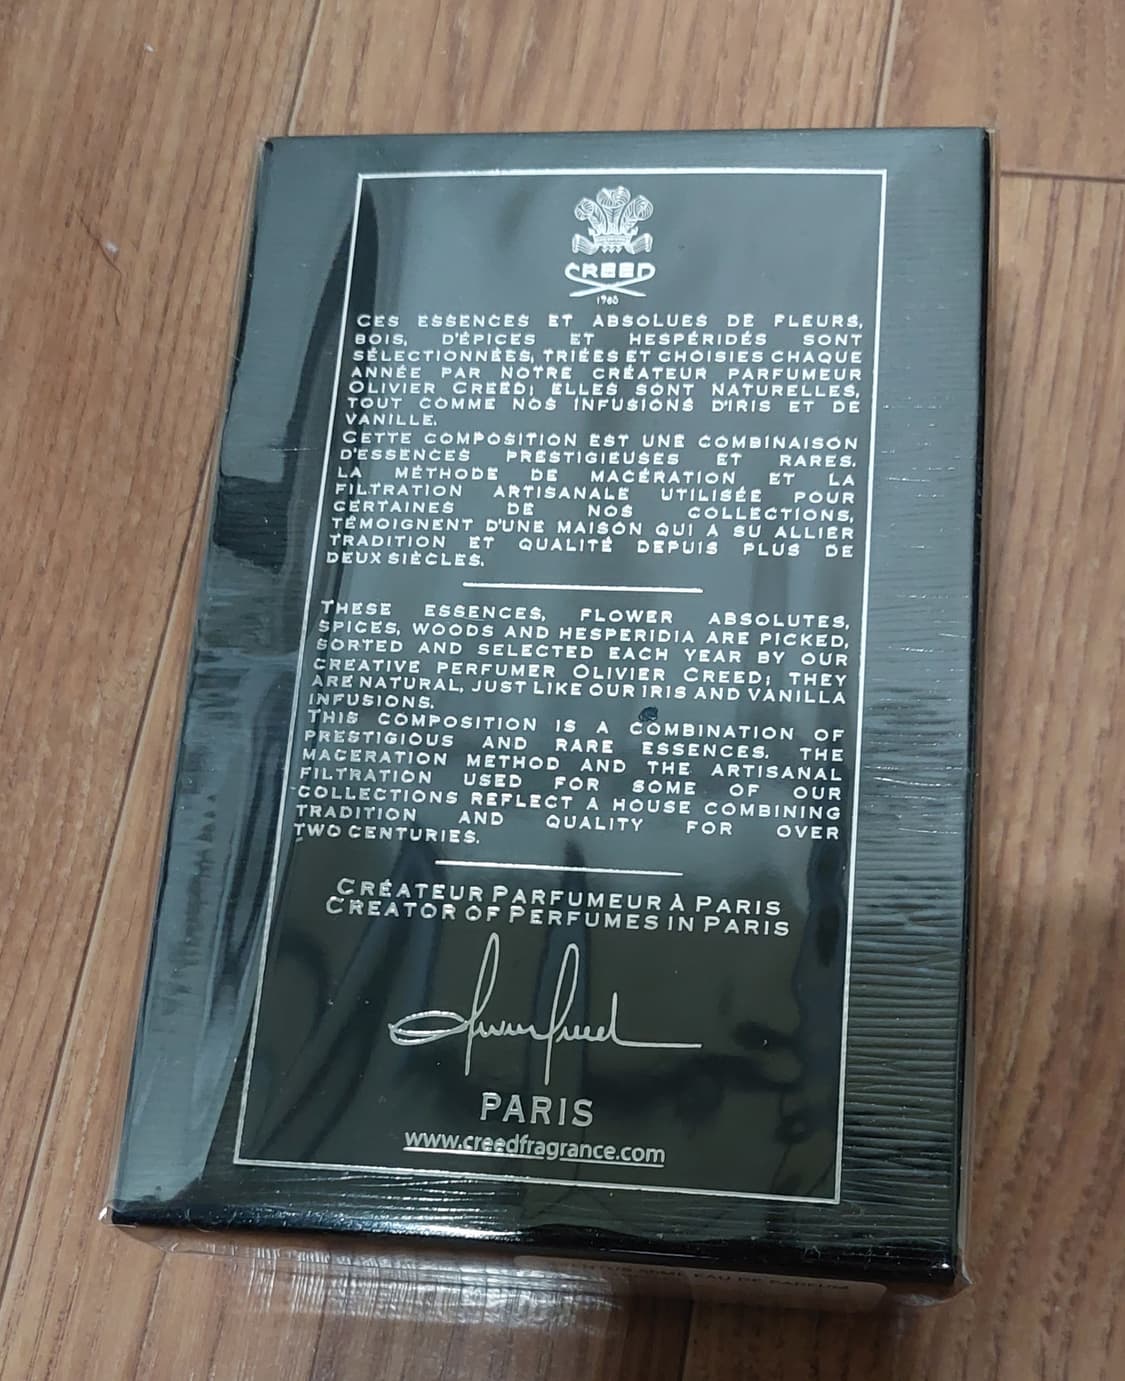 CREED
1760
CES ESSENCES ET ABSOLUES DE FLEURS,
BOIS, D'ÉPICES ET HESPÉRIDÉS SONT
SÉLECTIONNÉES, TRIÉES ET CHOISIES CHAQUE
ANNÉE PAR NOTRE CRÉATEUR PARFUMEUR
OLIVIER CREED; ELLES SONT NATURELLES,
TOUT COMME NOS INFUSIONS D'IRIS ET DE
VANILLE.
CETTE COMPOSITION EST UNE COMBINAISON
D'ESSENCES PRESTIGIEUSES ET RARES.
LA MÉTHODE DE MACÉRATION ET LA
FILTRATION ARTISANALE UTILISÉE POUR
CERTAINES DE NOS COLLECTIONS,
TÉMOIGNENT D'UNE MAISON QUI A SU ALLIER
TRADITION ET QUALITÉ DEPUIS PLUS DE
DEUX SIÈCLES.
THESE ESSENCES, FLOWER ABSOLUTES,
SPICES, WOODS AND HESPERIDIA ARE PICKED,
SORTED AND SELECTED EACH YEAR BY OUR
CREATIVE PERFUMER OLIVIER CREED; THEY
ARE NATURAL, JUST LIKE OUR IRIS AND VANILLA
INFUSIONS.
THIS COMPOSITION IS A COMBINATION OF
PRESTIGIOUS AND RARE ESSENCES. THE
MACERATION METHOD AND THE ARTISANAL
FILTRATION USED FOR SOME OF OUR
COLLECTIONS REFLECT A HOUSE COMBINING
TRADITION AND QUALITY FOR OVER
TWO CENTURIES.
CRÉATEUR PARFUMEUR À PARIS
CREATOR OF PERFUMES IN PARIS
Olivier Creed
PARIS
www.creedfragrance.com
EAU DE PARFUM